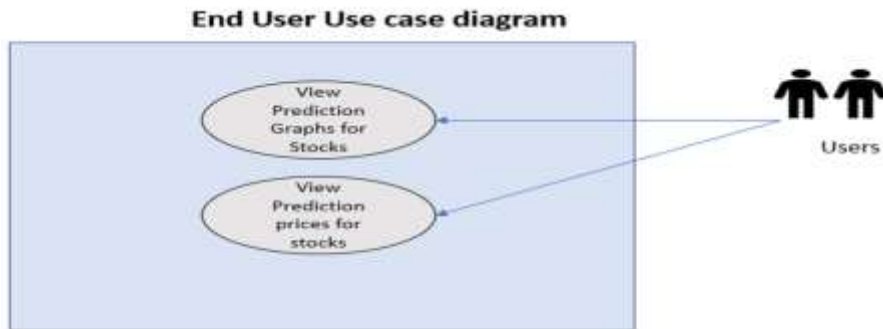 End User Use case diagram
View
Prediction
Graphs for
Stocks
Users
View
Prediction
prices for
stocks